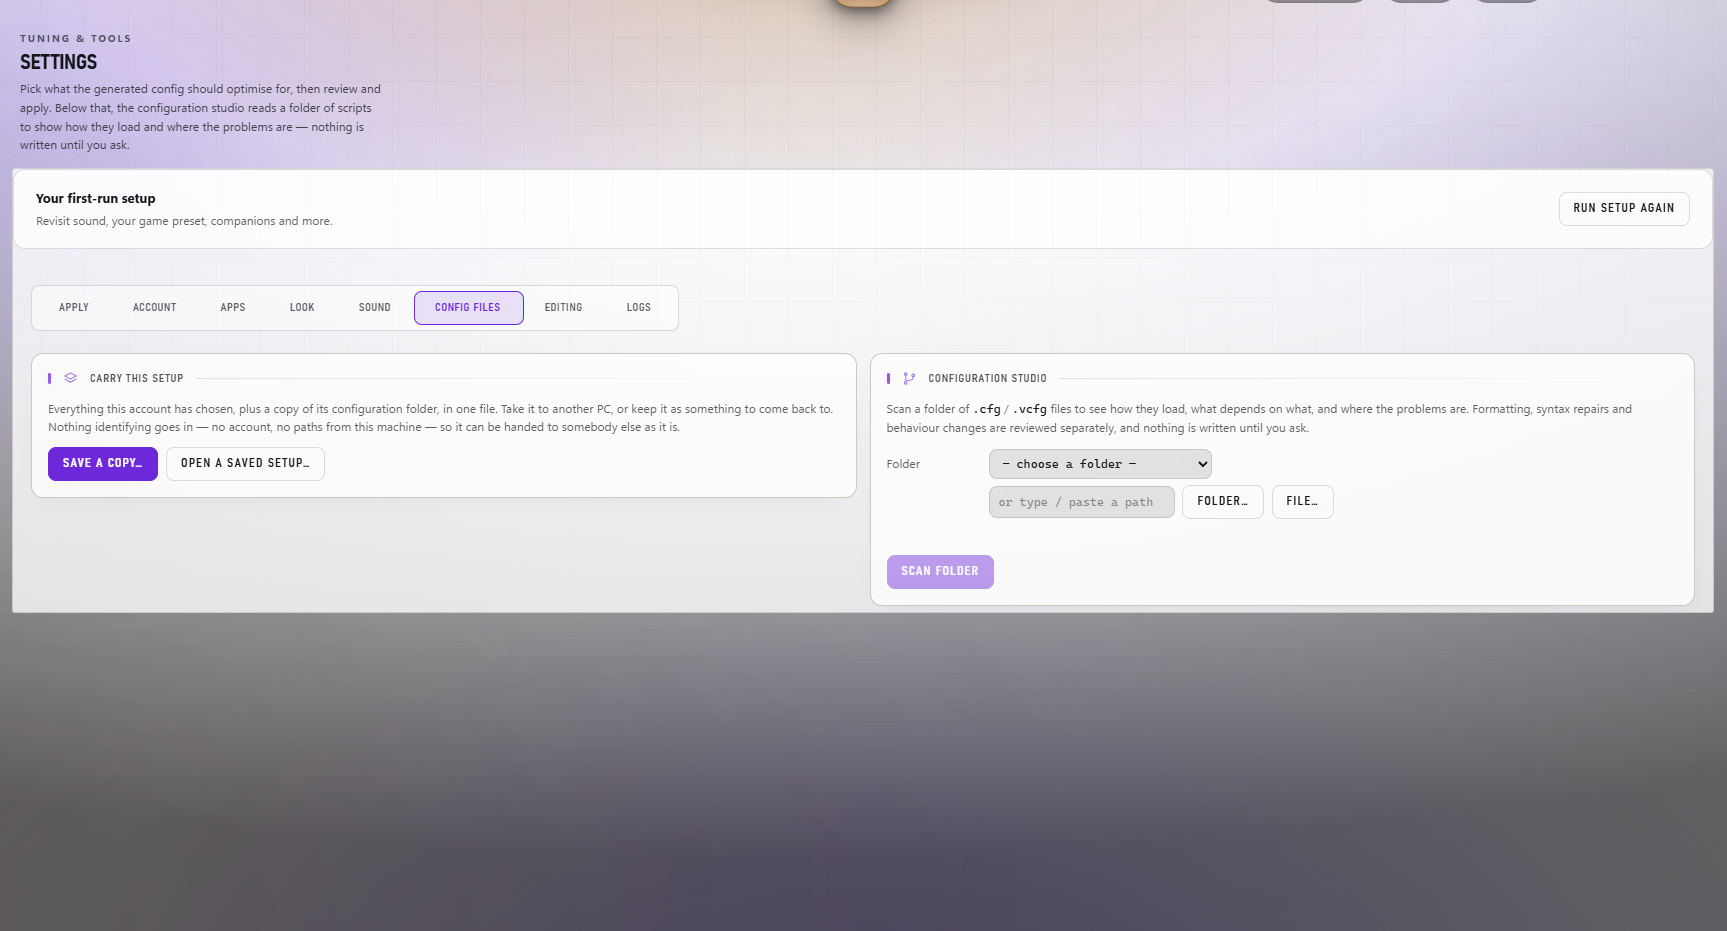 TUNING & TOOLS
SETTINGS
Pick what the generated config should optimise for, then review and
apply. Below that, the configuration studio reads a folder of scripts
to show how they load and where the problems are — nothing is
written until you ask.
Your first-run setup
Revisit sound, your game preset, companions and more.
RUN SETUP AGAIN
APPLY
ACCOUNT
APPS
LOOK
SOUND
CONFIG FILES
EDITING
LOGS
CARRY THIS SETUP
Everything this account has chosen, plus a copy of its configuration folder, in one file. Take it to another PC, or keep it as something to come back to.
Nothing identifying goes in — no account, no paths from this machine — so it can be handed to somebody else as it is.
SAVE A COPY…
OPEN A SAVED SETUP…
CONFIGURATION STUDIO
Scan a folder of .cfg / .vcfg files to see how they load, what depends on what, and where the problems are. Formatting, syntax repairs and
behaviour changes are reviewed separately, and nothing is written until you ask.
Folder
— choose a folder —
or type / paste a path
FOLDER…
FILE…
SCAN FOLDER